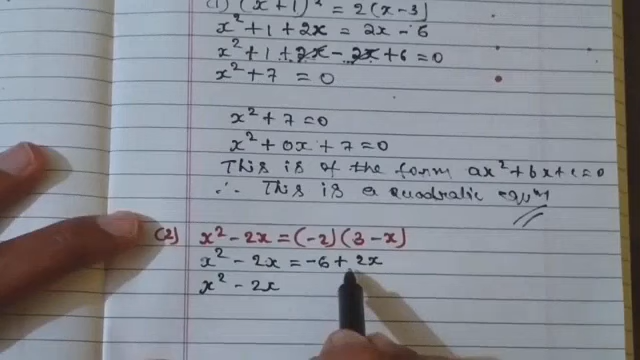 (1) (x+1)² = 2(x-3)
x²+1+2x = 2x-6
x²+1+2x-2x+6=0
x²+7 =0
x²+7=0
x²+0x+7=0
This is of the form ax²+bx+c=0
∴ This is a quadratic equn
(2) x²-2x=(-2)(3-x)
x²-2x=-6+2x
x²-2x